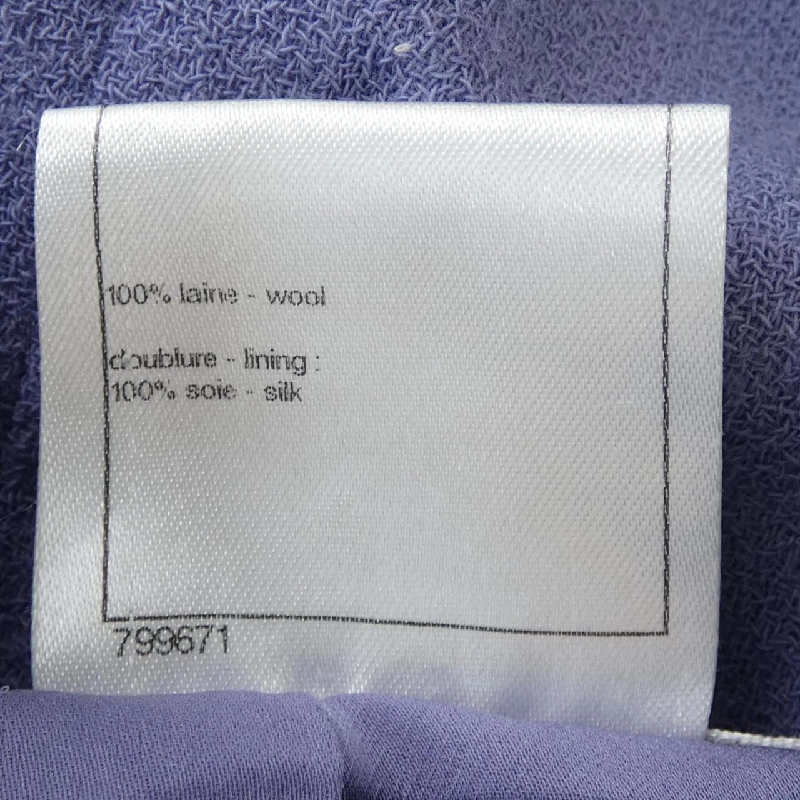 100% laine - wool
doublure - lining :
100% soie - silk
799671